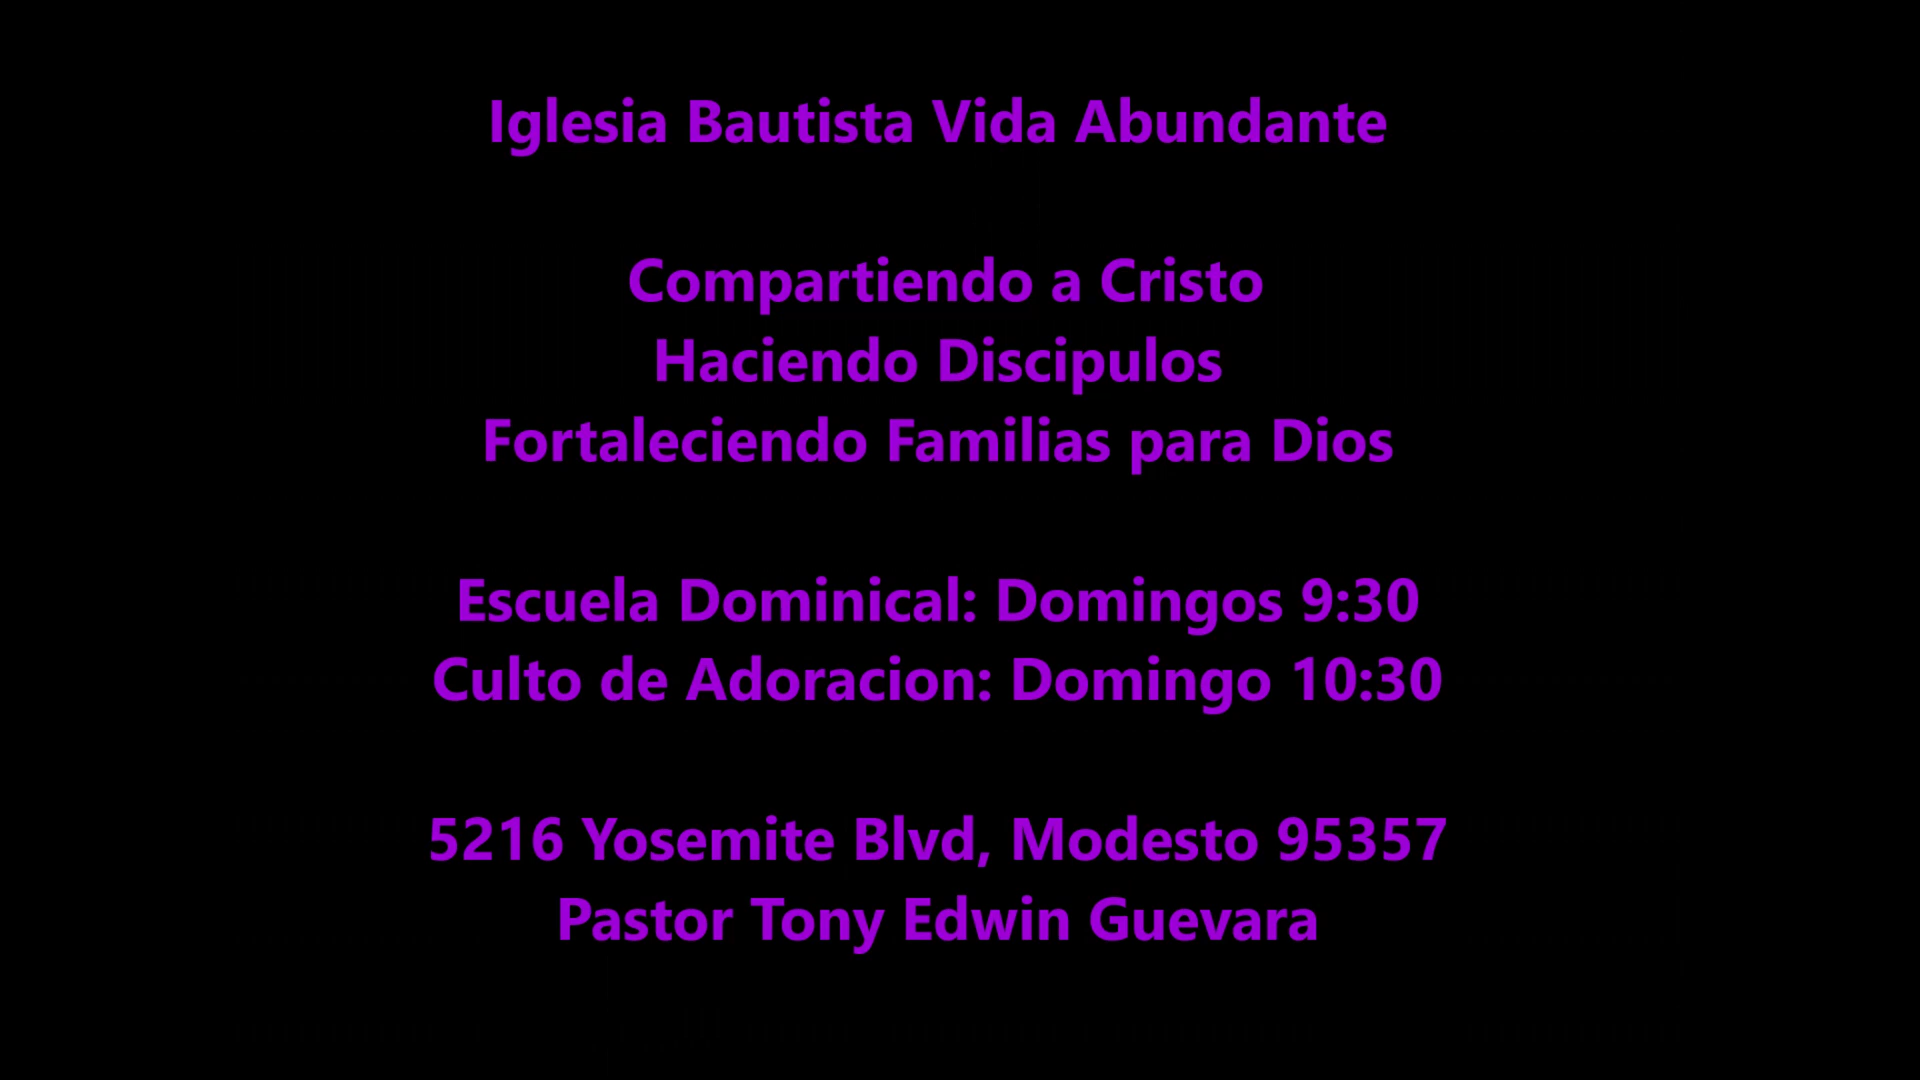 Iglesia Bautista Vida Abundante
Compartiendo a Cristo
Haciendo Discipulos
Fortaleciendo Familias para Dios
Escuela Dominical: Domingos 9:30
Culto de Adoracion: Domingo 10:30
5216 Yosemite Blvd, Modesto 95357
Pastor Tony Edwin Guevara